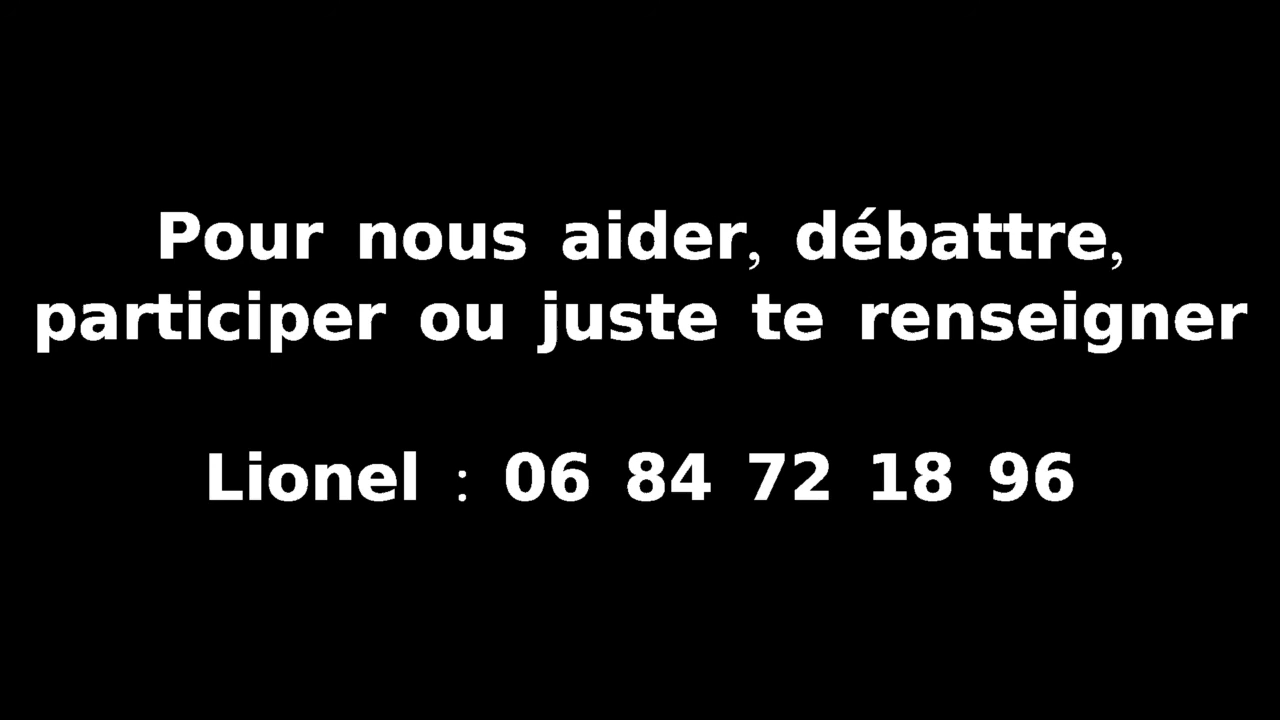 Pour nous aider, débattre,
participer ou juste te renseigner
Lionel : 06 84 72 18 96